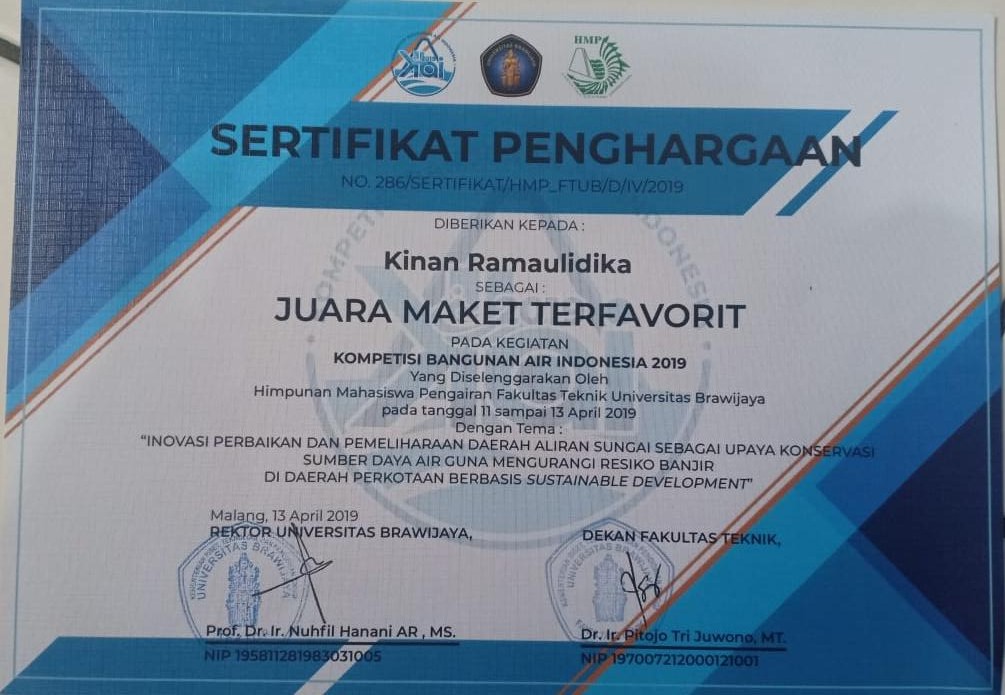 HMP
SERTIFIKAT PENGHARGAAN
NO. 286/SERTIFIKAT/HMP_FTUB/D/IV/2019
DIBERIKAN KEPADA :
Kinan Ramaulidika
SEBAGAI :
JUARA MAKET TERFAVORIT
PADA KEGIATAN
KOMPETISI BANGUNAN AIR INDONESIA 2019
Yang Diselenggarakan Oleh
Himpunan Mahasiswa Pengairan Fakultas Teknik Universitas Brawijaya
pada tanggal 11 sampai 13 April 2019
Dengan Tema :
"INOVASI PERBAIKAN DAN PEMELIHARAAN DAERAH ALIRAN SUNGAI SEBAGAI UPAYA KONSERVASI
SUMBER DAYA AIR GUNA MENGURANGI RESIKO BANJIR
DI DAERAH PERKOTAAN BERBASIS SUSTAINABLE DEVELOPMENT"
Malang, 13 April 2019
REKTOR UNIVERSITAS BRAWIJAYA,
DEKAN FAKULTAS TEKNIK,
UNIVERSITAS BRAWIJAYA
Prof. Dr. Ir. Nuhfil Hanani AR , MS.
NIP 195811281983031005
Dr. Ir. Pitojo Tri Juwono, MT.
NIP 197007212000121001